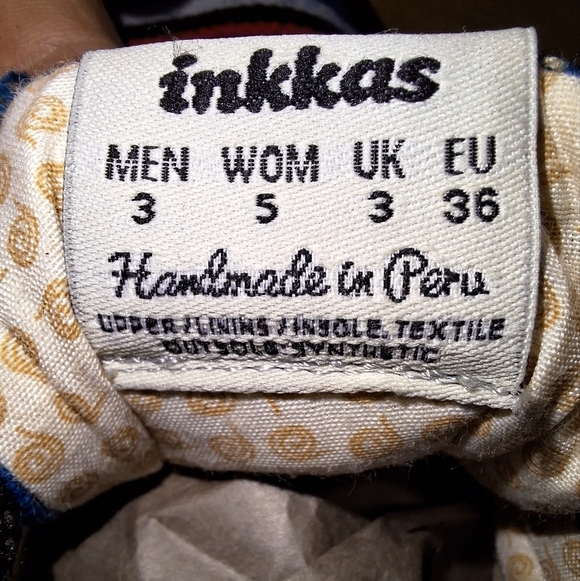 inkkas
MEN WOM UK EU
3 5 3 36
Handmade in Peru
UPPER/LINING/INSOLE. TEXTILE
OUTSOLE SYNTHETIC